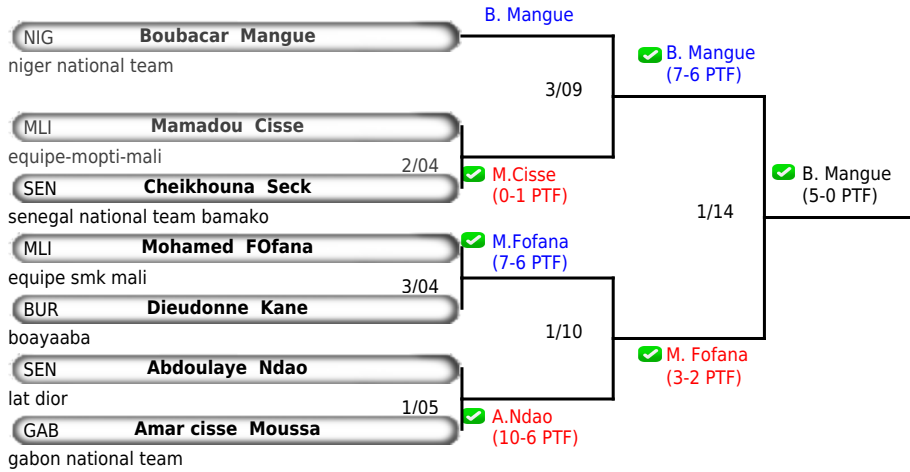 B. Mangue
NIG Boubacar Mangue
niger national team
B. Mangue
(7-6 PTF)
3/09
MLI Mamadou Cisse
equipe-mopti-mali
2/04
M.Cisse
(0-1 PTF)
SEN Cheikhouna Seck
senegal national team bamako
B. Mangue
(5-0 PTF)
1/14
MLI Mohamed FOfana
equipe smk mali
M.Fofana
(7-6 PTF)
3/04
BUR Dieudonne Kane
boayaaba
1/10
M. Fofana
(3-2 PTF)
SEN Abdoulaye Ndao
lat dior
1/05
A.Ndao
(10-6 PTF)
GAB Amar cisse Moussa
gabon national team